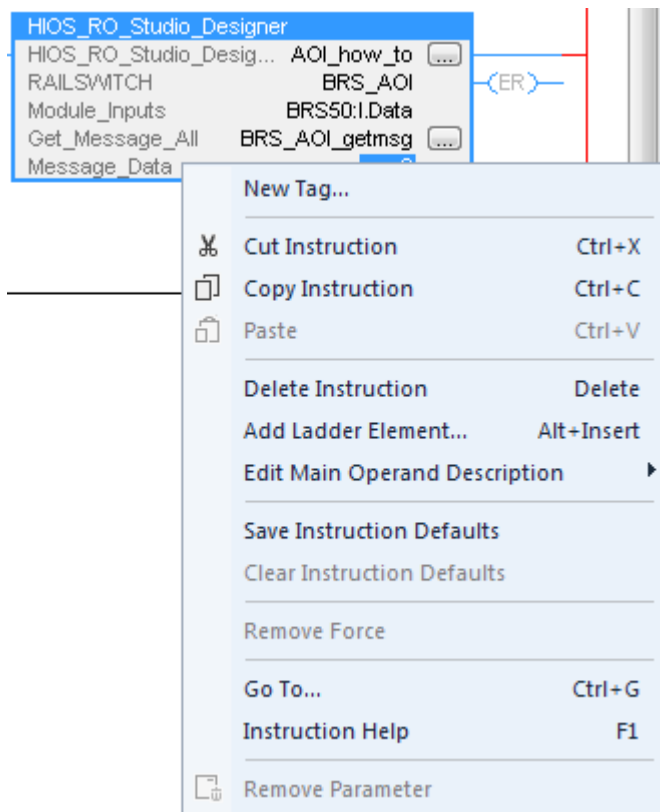 HIOS_RO_Studio_Designer
HIOS_RO_Studio_Desig... AOI_how_to ...
RAILSWITCH BRS_AOI ER
Module_Inputs BRS50:I.Data
Get_Message_All BRS_AOI_getmsg ...
Message_Data
New Tag...
Cut Instruction Ctrl+X
Copy Instruction Ctrl+C
Paste Ctrl+V
Delete Instruction Delete
Add Ladder Element... Alt+Insert
Edit Main Operand Description
Save Instruction Defaults
Clear Instruction Defaults
Remove Force
Go To... Ctrl+G
Instruction Help F1
Remove Parameter